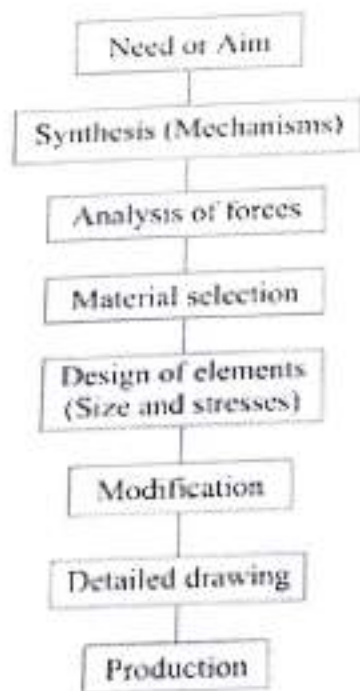 Need or Aim
Synthesis (Mechanisms)
Analysis of forces
Material selection
Design of elements
(Size and stresses)
Modification
Detailed drawing
Production